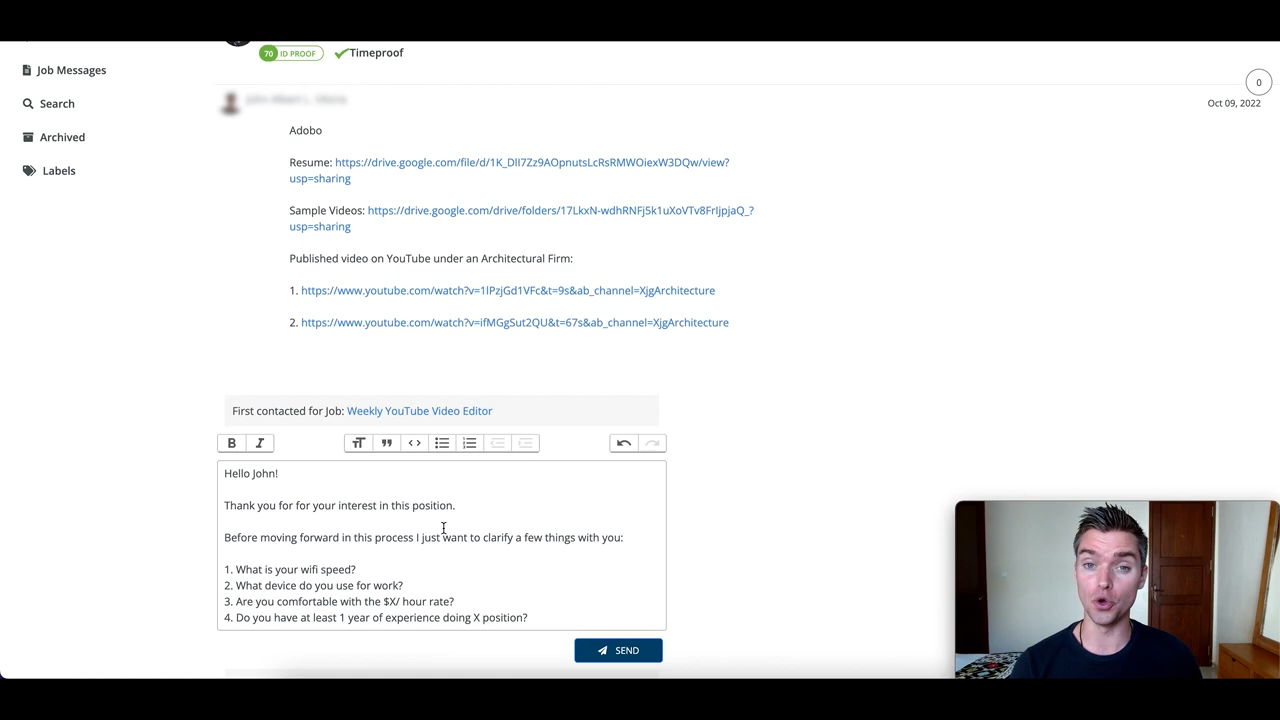 Job Messages
Search
Archived
Labels
70 ID PROOF
Timeproof
0
Oct 09, 2022
Adobo
Resume: https://drive.google.com/file/d/1K_DlI7Zz9AOpnutsLcRsRMWOiexW3DQw/view?
usp=sharing
Sample Videos: https://drive.google.com/drive/folders/17LkxN-wdhRNFj5k1uXoVTv8FrIjpjaQ_?
usp=sharing
Published video on YouTube under an Architectural Firm:
1. https://www.youtube.com/watch?v=1lPzjGd1VFc&t=9s&ab_channel=XjgArchitecture
2. https://www.youtube.com/watch?v=ifMGgSut2QU&t=67s&ab_channel=XjgArchitecture
First contacted for Job: Weekly YouTube Video Editor
B I
Hello John!
Thank you for for your interest in this position.
Before moving forward in this process I just want to clarify a few things with you:
1. What is your wifi speed?
2. What device do you use for work?
3. Are you comfortable with the $X/ hour rate?
4. Do you have at least 1 year of experience doing X position?
SEND